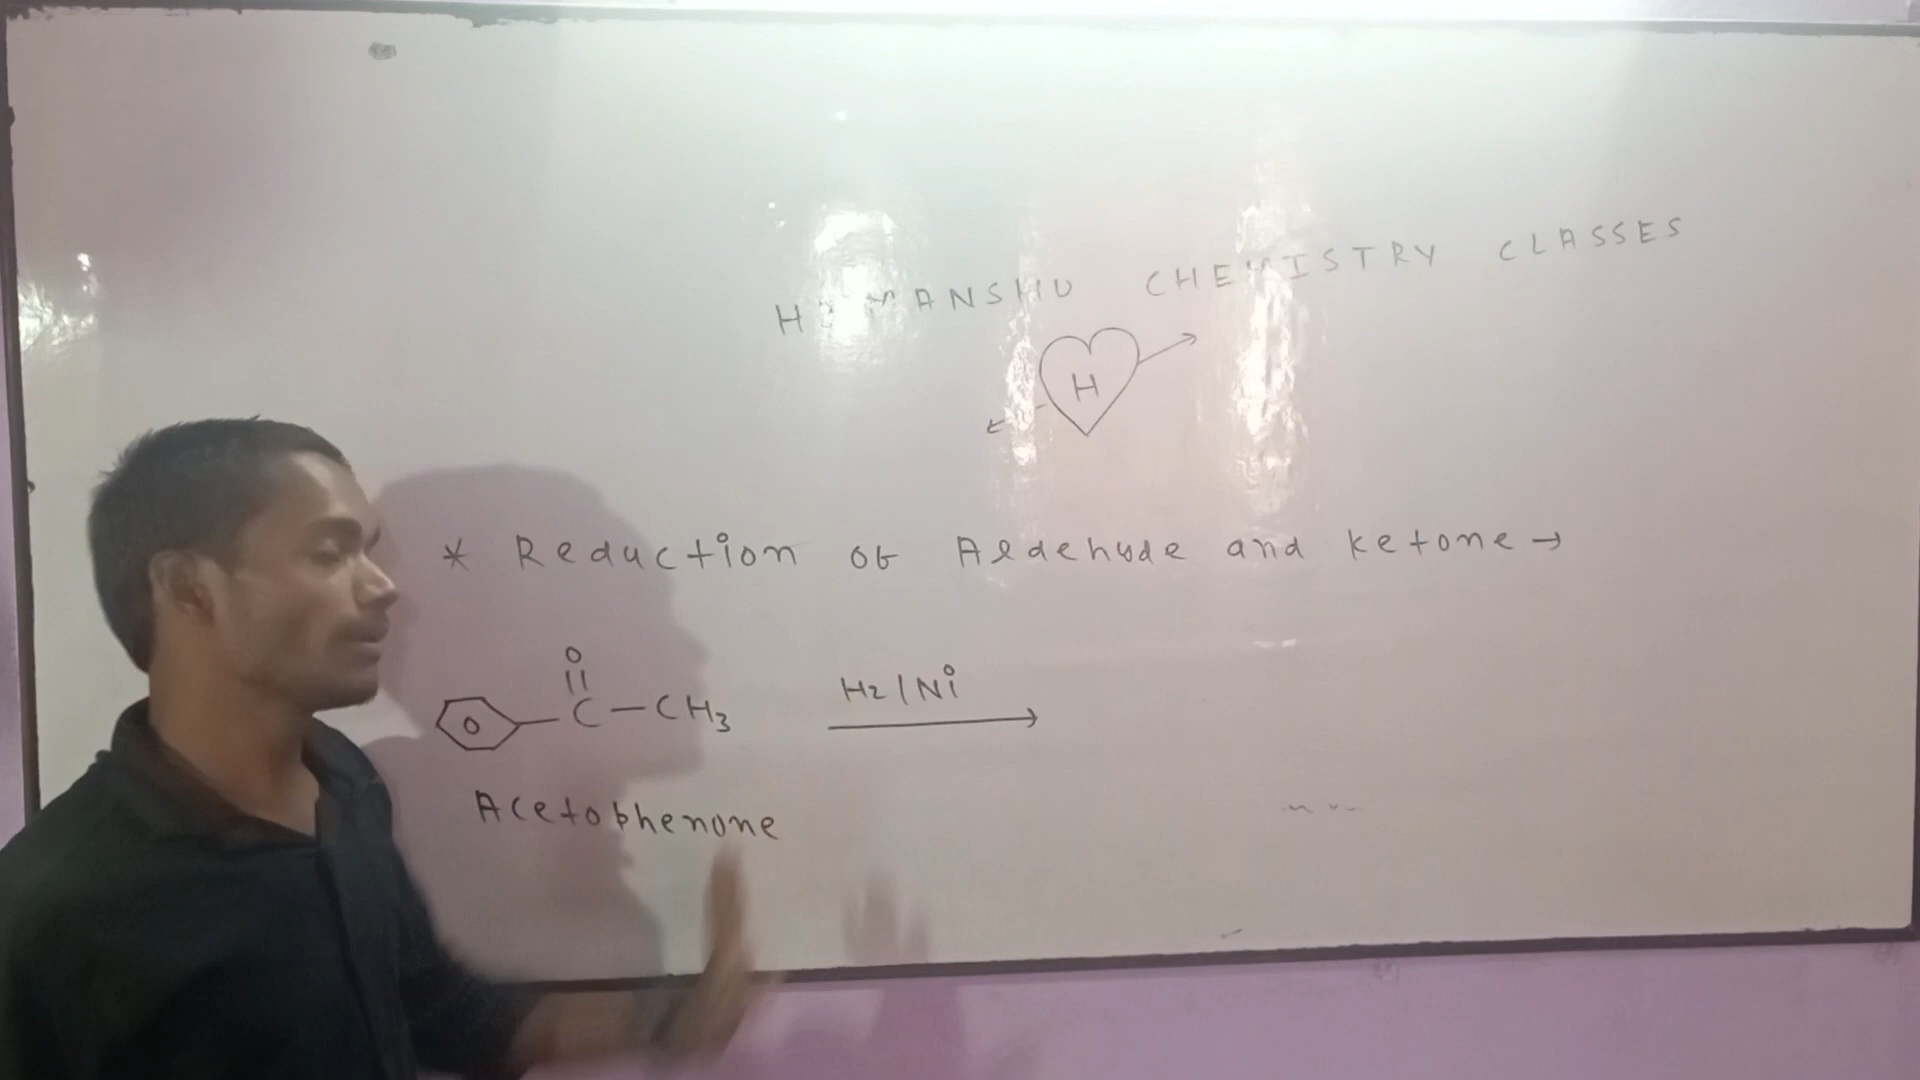 HIMANSHU CHEMISTRY CLASSES
H
* Reduction of Aldehyde and ketone →
O
C-CH3 H2/Ni
Acetophenone